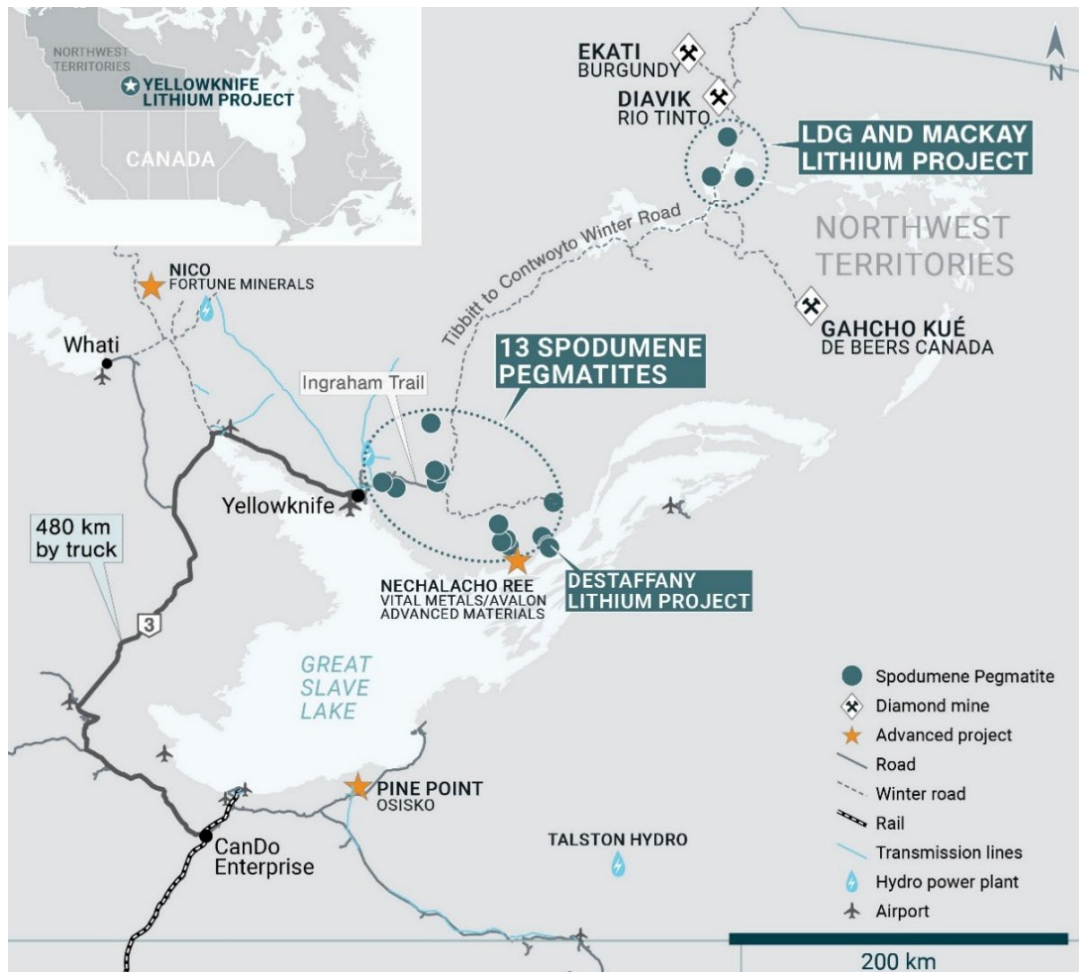 NORTHWEST
TERRITORIES
YELLOWKNIFE
LITHIUM PROJECT
CANADA
EKATI
BURGUNDY
DIAVIK
RIO TINTO
N
LDG AND MACKAY
LITHIUM PROJECT
NORTHWEST
TERRITORIES
Tibbitt to Contwoyto Winter Road
NICO
FORTUNE MINERALS
GAHCHO KUÉ
DE BEERS CANADA
Whati
13 SPODUMENE
PEGMATITES
Ingraham Trail
Yellowknife
480 km
by truck
3
NECHALACHO REE
VITAL METALS/AVALON
ADVANCED MATERIALS
DESTAFFANY
LITHIUM PROJECT
GREAT
SLAVE
LAKE
PINE POINT
OSISKO
CanDo
Enterprise
TALSTON HYDRO
Spodumene Pegmatite
Diamond mine
Advanced project
Road
Winter road
Rail
Transmission lines
Hydro power plant
Airport
200 km